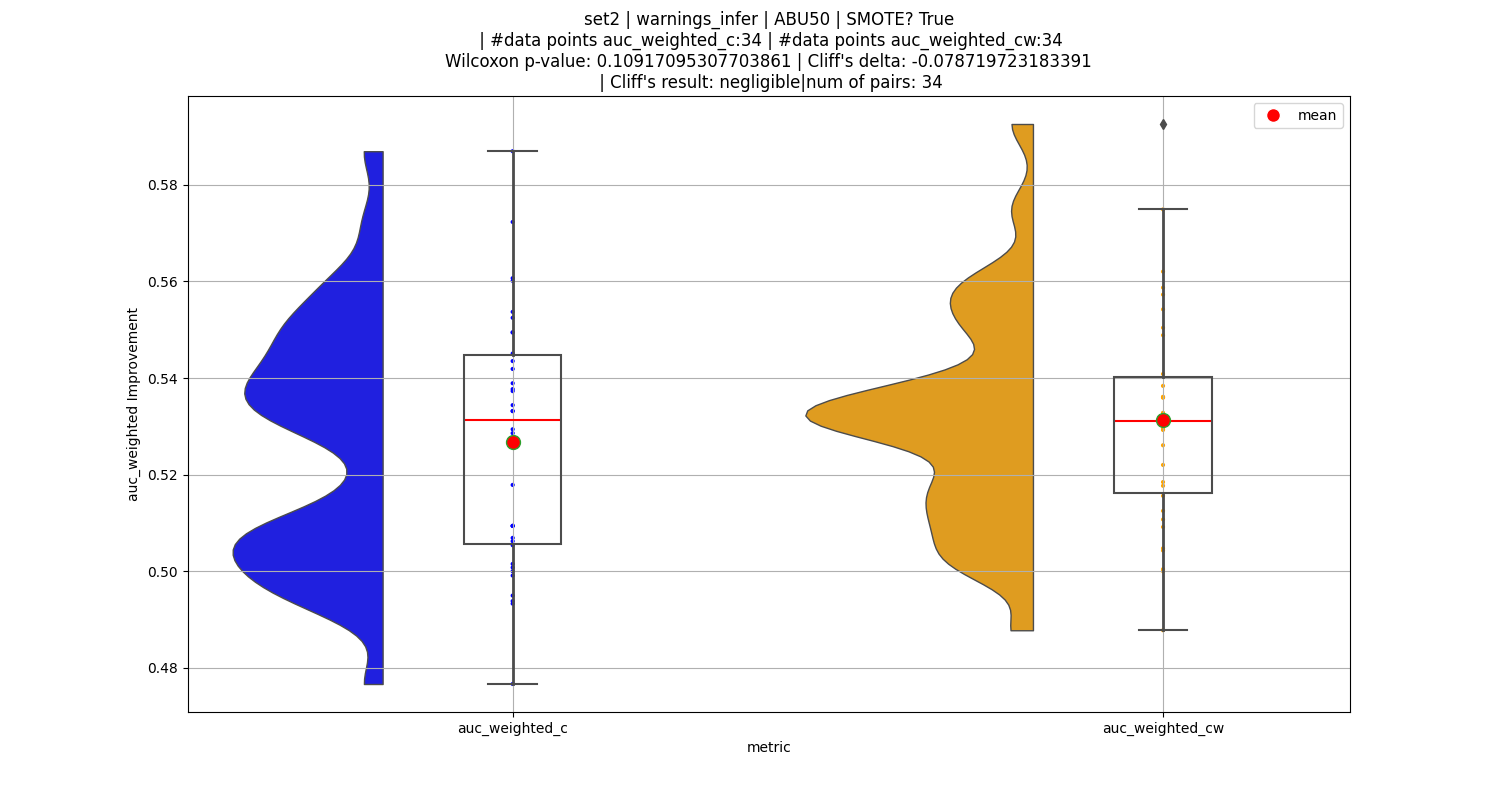 set2 | warnings_infer | ABU50 | SMOTE? True
| #data points auc_weighted_c:34 | #data points auc_weighted_cw:34
Wilcoxon p-value: 0.10917095307703861 | Cliff's delta: -0.078719723183391
| Cliff's result: negligible|num of pairs: 34
mean
0.58
0.56
0.54
0.52
0.50
0.48
auc_weighted Improvement
auc_weighted_c
auc_weighted_cw
metric